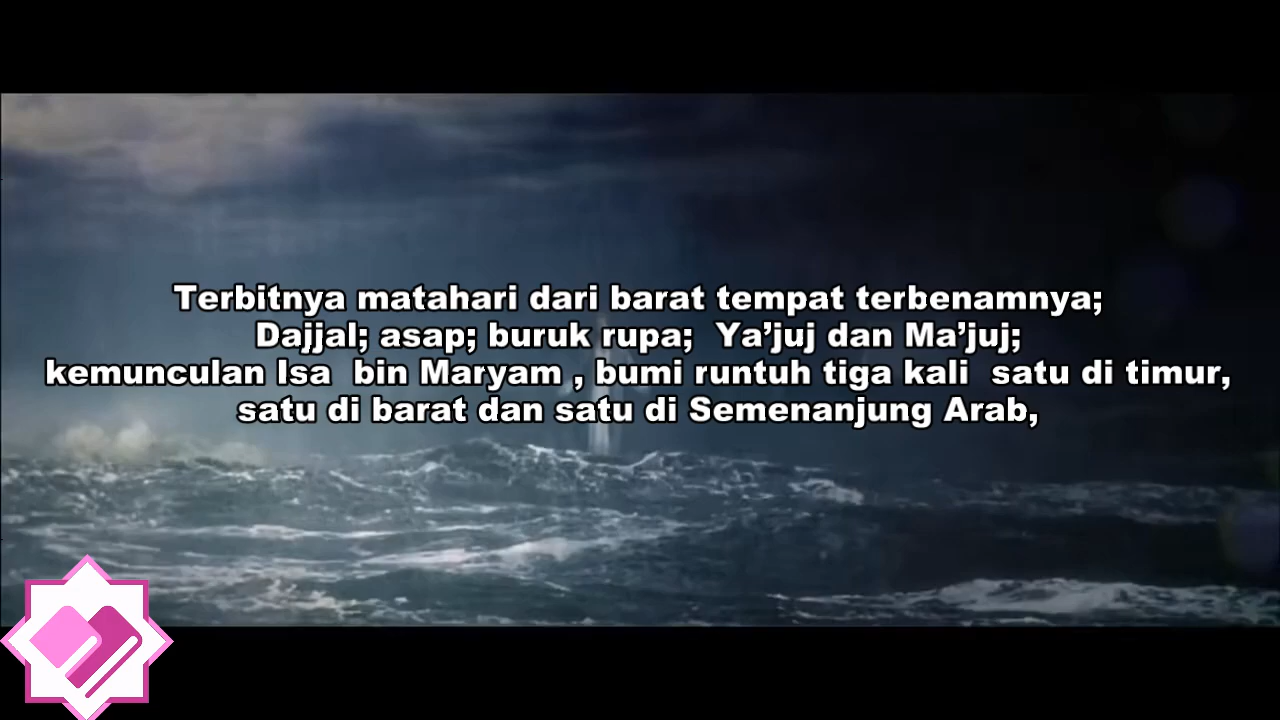 Terbitnya matahari dari barat tempat terbenamnya;
Dajjal; asap; buruk rupa;  Ya’juj dan Ma’juj;
kemunculan Isa  bin Maryam , bumi runtuh tiga kali  satu di timur,
satu di barat dan satu di Semenanjung Arab,